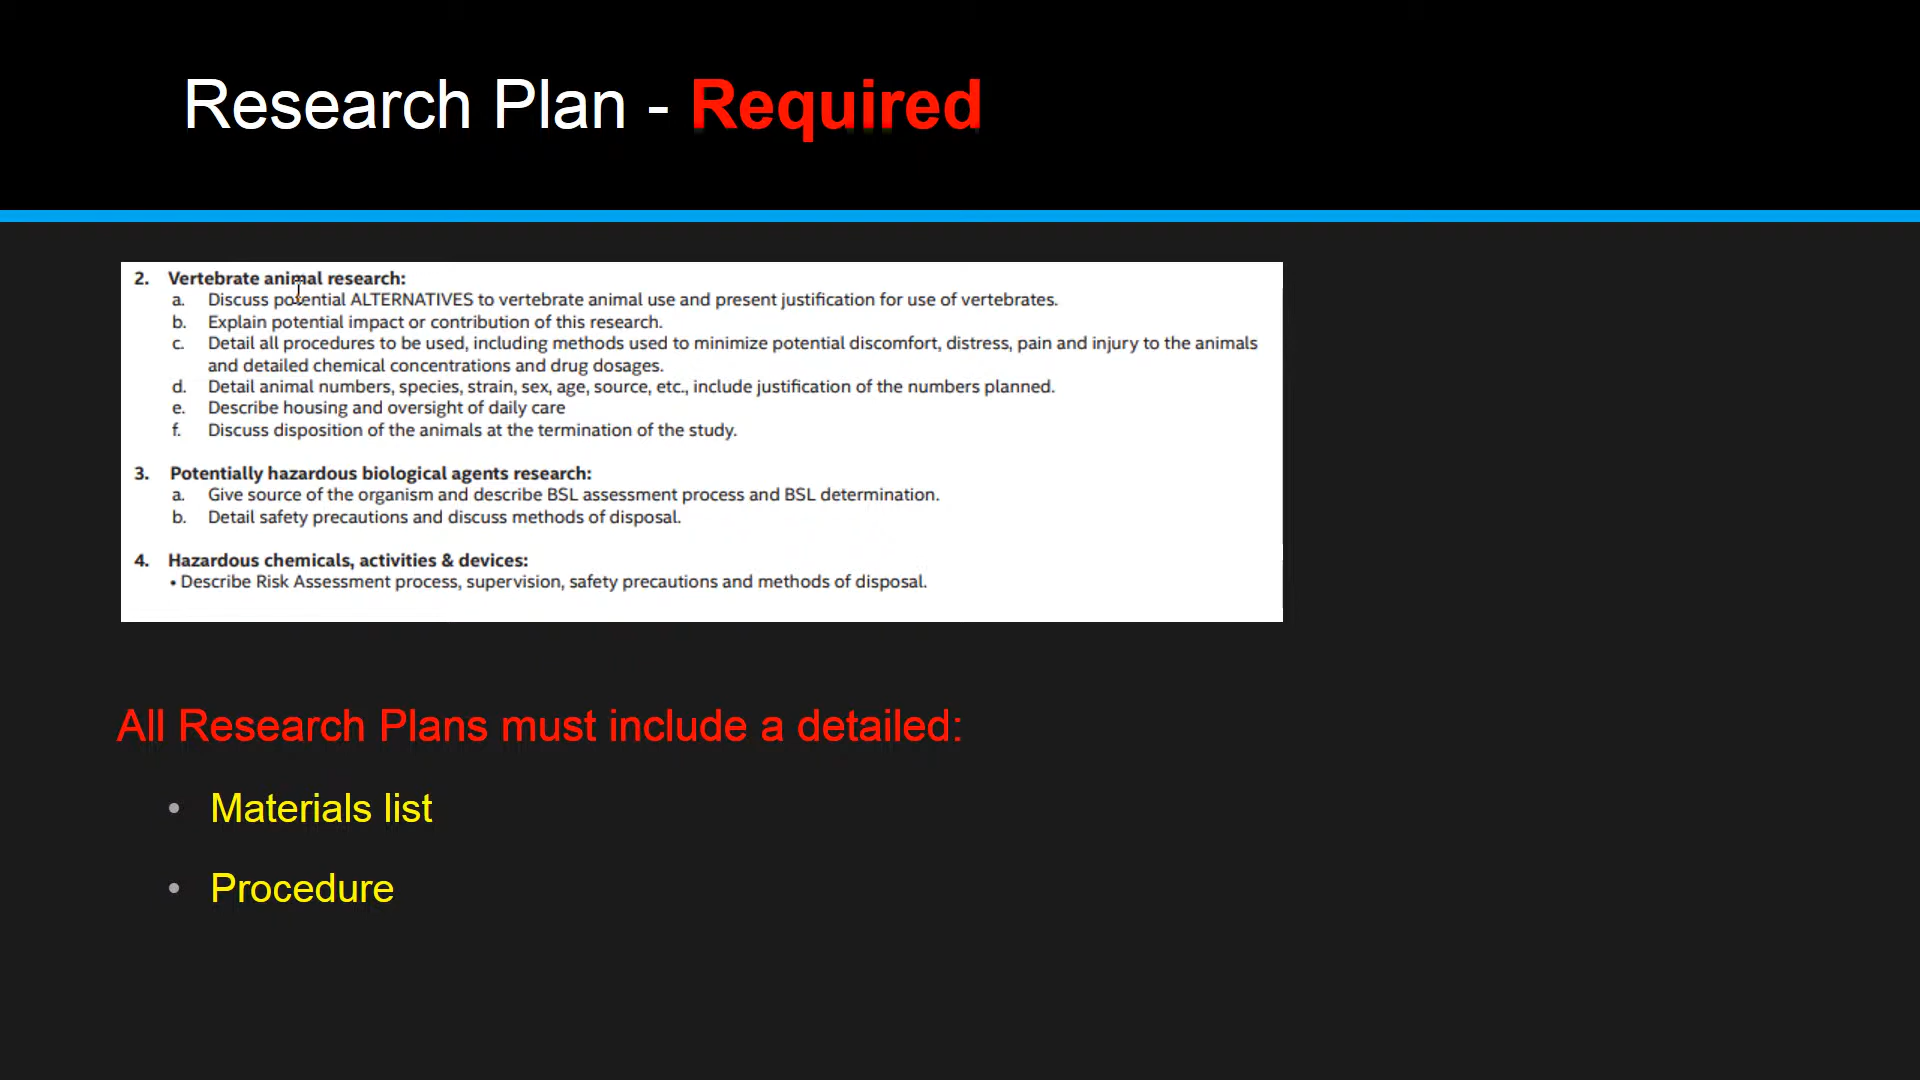 Research Plan - Required
2. Vertebrate animal research:
a. Discuss potential ALTERNATIVES to vertebrate animal use and present justification for use of vertebrates.
b. Explain potential impact or contribution of this research.
c. Detail all procedures to be used, including methods used to minimize potential discomfort, distress, pain and injury to the animals
and detailed chemical concentrations and drug dosages.
d. Detail animal numbers, species, strain, sex, age, source, etc., include justification of the numbers planned.
e. Describe housing and oversight of daily care
f. Discuss disposition of the animals at the termination of the study.
3. Potentially hazardous biological agents research:
a. Give source of the organism and describe BSL assessment process and BSL determination.
b. Detail safety precautions and discuss methods of disposal.
4. Hazardous chemicals, activities & devices:
• Describe Risk Assessment process, supervision, safety precautions and methods of disposal.
All Research Plans must include a detailed:
• Materials list
• Procedure